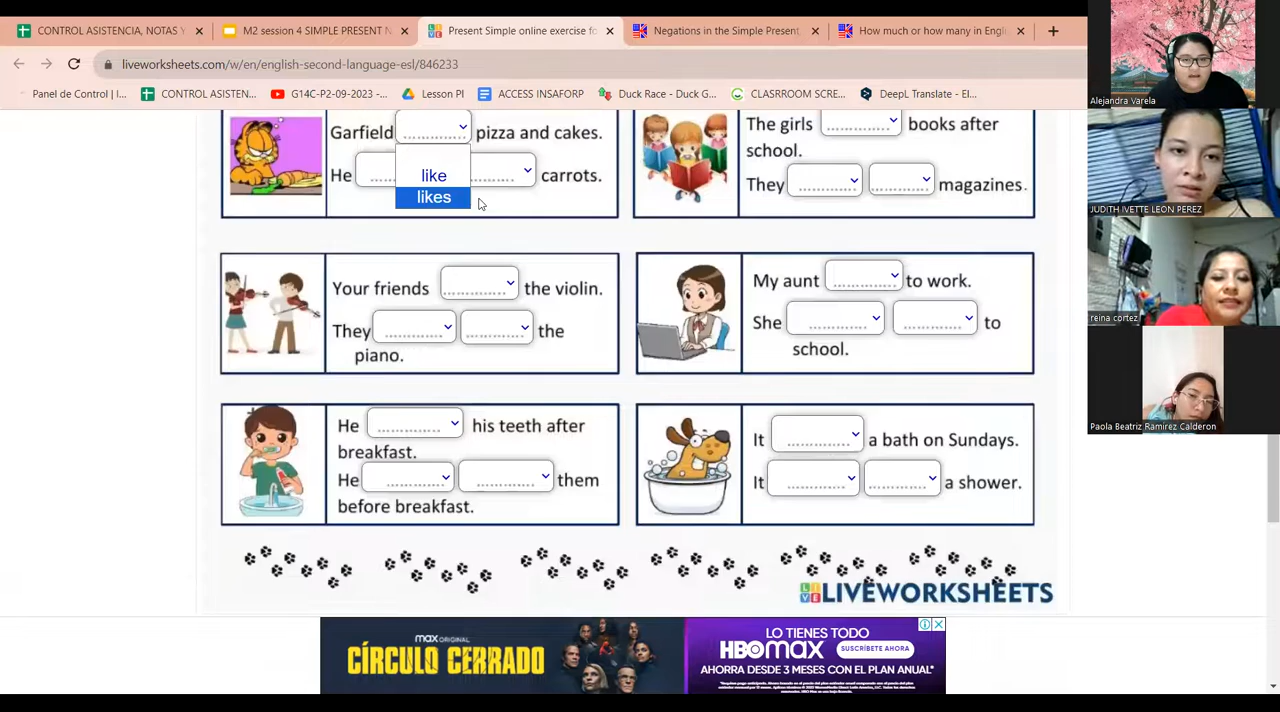 CONTROL ASISTENCIA, NOTAS Y
M2 session 4 SIMPLE PRESENT N
Present Simple online exercise fo
Negations in the Simple Present,
How much or how many in Engli
liveworksheets.com/w/en/english-second-language-esl/846233
Panel de Control | I...
CONTROL ASISTEN...
G14C-P2-09-2023 -...
Lesson Pl
ACCESS INSAFORP
Duck Race - Duck G...
CLASRROOM SCRE...
DeepL Translate - El...
Garfield ............. pizza and cakes.
like
likes
He ............. carrots.
The girls ............. books after
school.
They ............. ............. magazines.
Your friends ............. the violin.
They ............. ............. the
piano.
My aunt ............. to work.
She ............. ............. to
school.
He ............. his teeth after
breakfast.
He ............. ............. them
before breakfast.
It ............. a bath on Sundays.
It ............. ............. a shower.
LIVE LIVEWORKSHEETS
max ORIGINAL
CÍRCULO CERRADO
LO TIENES TODO
HBOmax SUSCRÍBETE AHORA
AHORRA DESDE 3 MESES CON EL PLAN ANUAL*
Alejandra Varela
JUDITH IVETTE LEON PEREZ
reina cortez
Paola Beatriz Ramirez Calderon